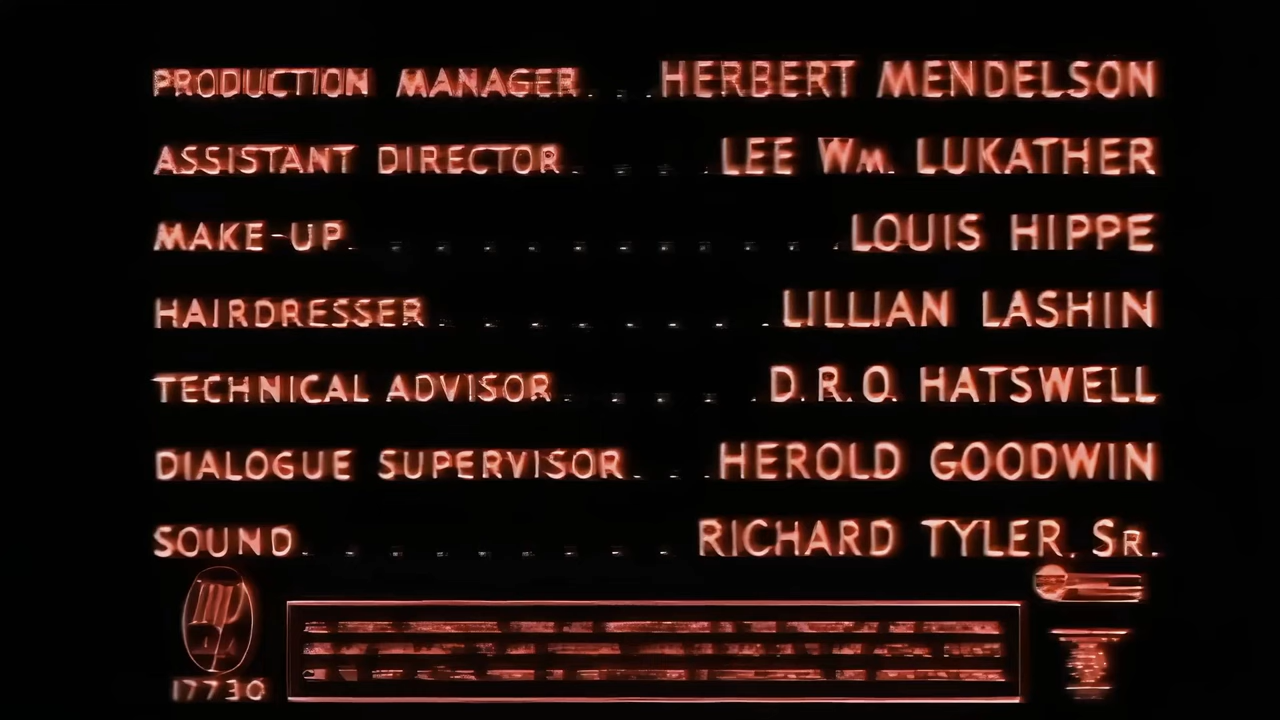 PRODUCTION MANAGER. . . HERBERT MENDELSON
ASSISTANT DIRECTOR. . . . LEE WM. LUKATHER
MAKE-UP. . . . . . . . . . . . LOUIS HIPPE
HAIRDRESSER. . . . . . . . LILLIAN LASHIN
TECHNICAL ADVISOR. . . . . D.R.O. HATSWELL
DIALOGUE SUPERVISOR. . . HEROLD GOODWIN
SOUND. . . . . . . . . RICHARD TYLER, SR.
17730